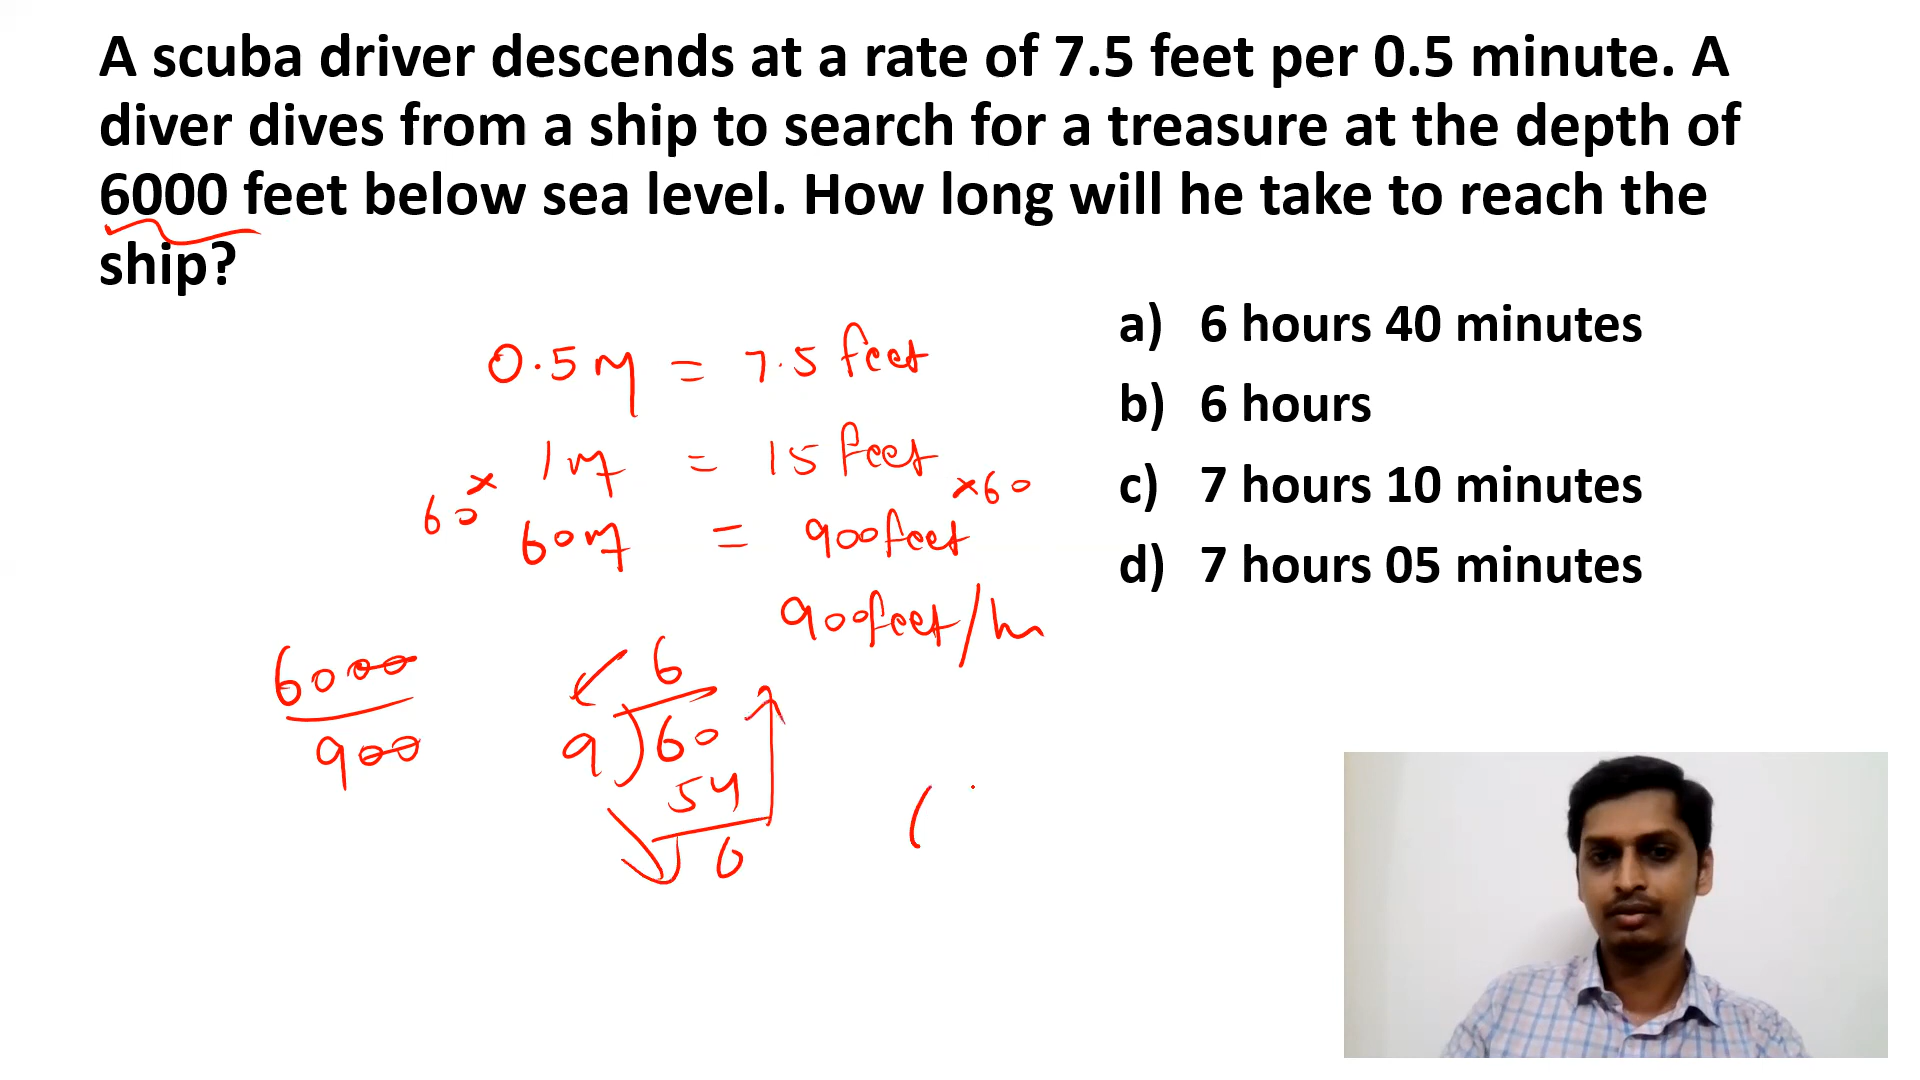 A scuba driver descends at a rate of 7.5 feet per 0.5 minute. A
diver dives from a ship to search for a treasure at the depth of
6000 feet below sea level. How long will he take to reach the
ship?
a) 6 hours 40 minutes
b) 6 hours
c) 7 hours 10 minutes
d) 7 hours 05 minutes
0.5 m = 7.5 feet
1m = 15 feet
60 × ×60
60m = 900feet
900feet/hr
6000
900
6
9)60
54
6
(